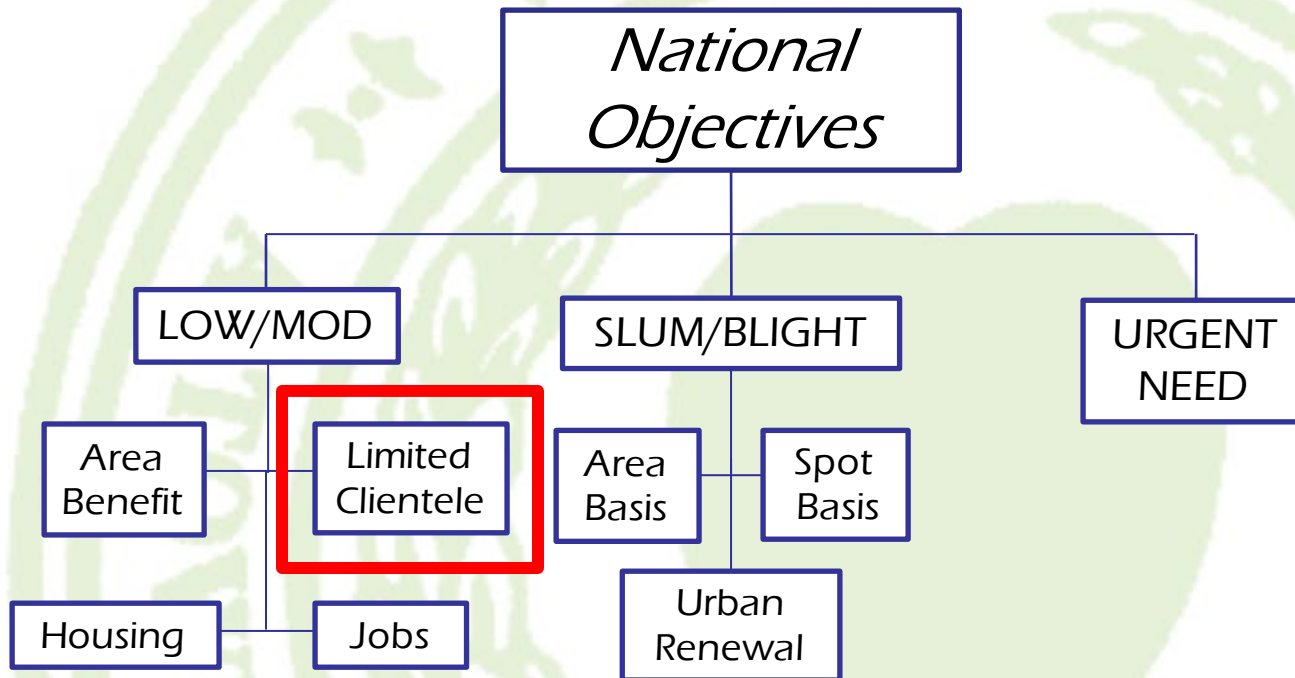 National
Objectives
LOW/MOD
SLUM/BLIGHT
URGENT
NEED
Area
Benefit
Limited
Clientele
Area
Basis
Spot
Basis
Housing
Jobs
Urban
Renewal